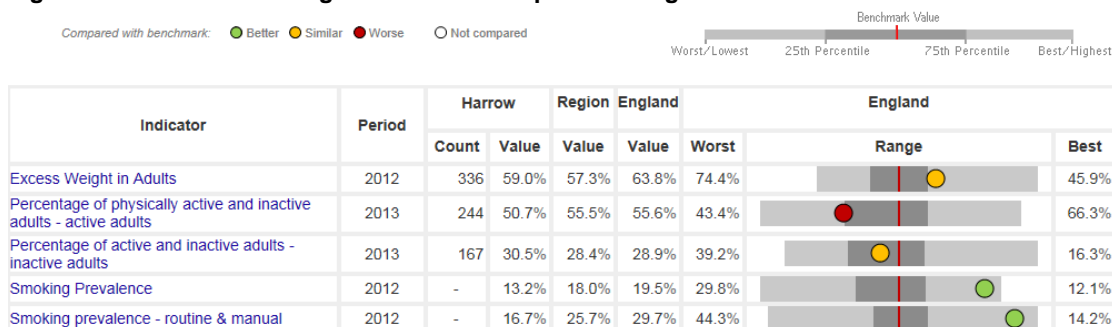 Compared with benchmark: Better Similar Worse Not compared
Benchmark Value
Worst/Lowest 25th Percentile 75th Percentile Best/Highest
Indicator Period Harrow Region England England
Count Value Value Value Worst Range Best
Excess Weight in Adults 2012 336 59.0% 57.3% 63.8% 74.4% 45.9%
Percentage of physically active and inactive
adults - active adults 2013 244 50.7% 55.5% 55.6% 43.4% 66.3%
Percentage of active and inactive adults -
inactive adults 2013 167 30.5% 28.4% 28.9% 39.2% 16.3%
Smoking Prevalence 2012 - 13.2% 18.0% 19.5% 29.8% 12.1%
Smoking prevalence - routine & manual 2012 - 16.7% 25.7% 29.7% 44.3% 14.2%